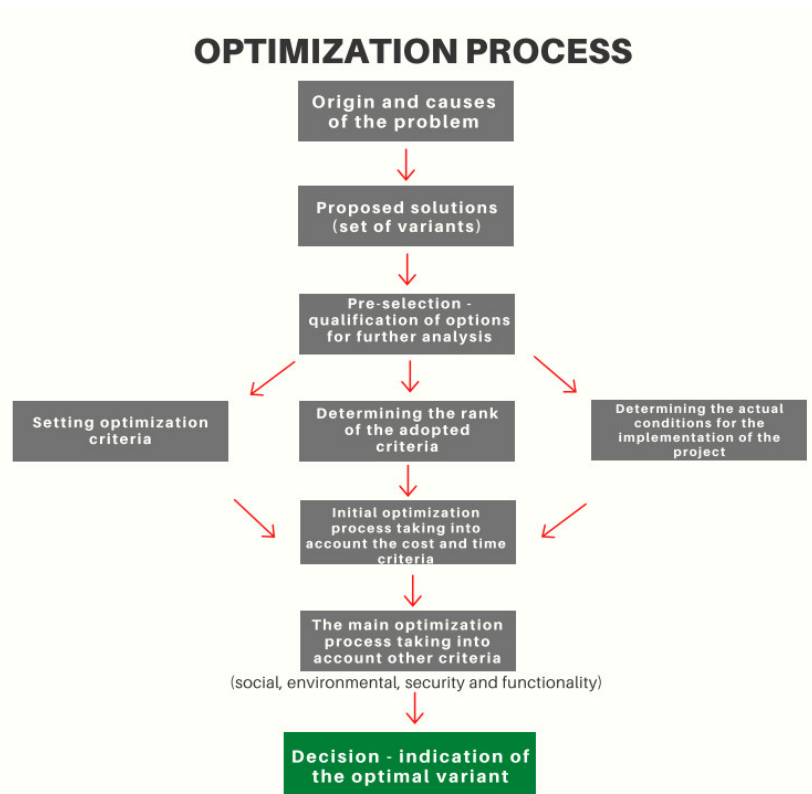 OPTIMIZATION PROCESS
Origin and causes
of the problem
Proposed solutions
(set of variants)
Pre-selection -
qualification of options
for further analysis
Setting optimization
criteria
Determining the rank
of the adopted
criteria
Determining the actual
conditions for the
implementation of the
project
Initial optimization
process taking into
account the cost and time
criteria
The main optimization
process taking into
account other criteria
(social, environmental, security and functionality)
Decision - indication of
the optimal variant